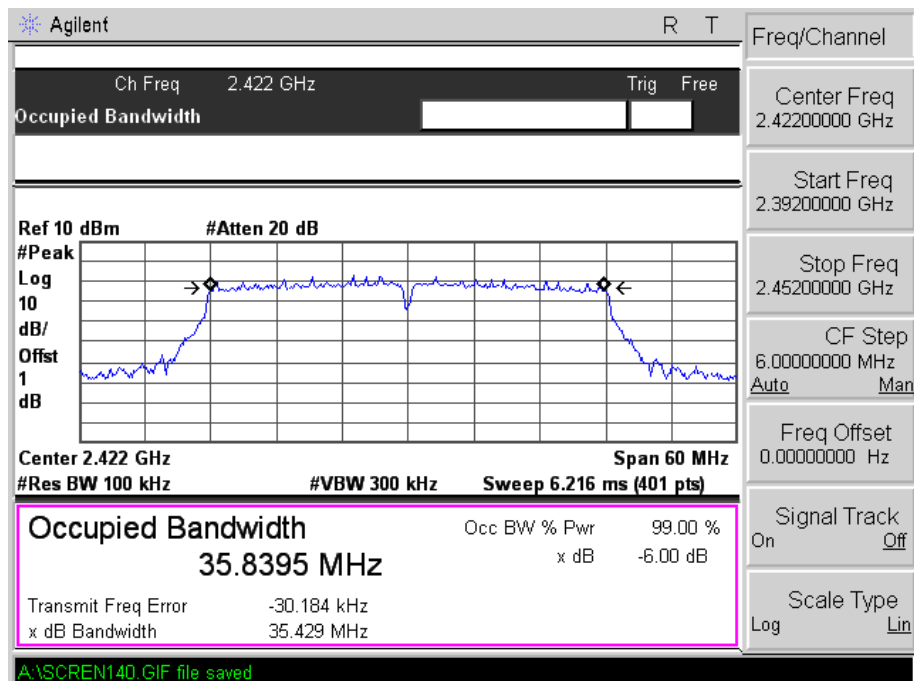 Agilent
R T
Ch Freq 2.422 GHz Trig Free
Occupied Bandwidth
Ref 10 dBm #Atten 20 dB
#Peak
Log
10
dB/
Offst
1
dB
Center 2.422 GHz Span 60 MHz
#Res BW 100 kHz #VBW 300 kHz Sweep 6.216 ms (401 pts)
Occupied Bandwidth
35.8395 MHz
Occ BW % Pwr 99.00 %
x dB -6.00 dB
Transmit Freq Error -30.184 kHz
x dB Bandwidth 35.429 MHz
A:\SCREN140.GIF file saved
Freq/Channel
Center Freq
2.42200000 GHz
Start Freq
2.39200000 GHz
Stop Freq
2.45200000 GHz
CF Step
6.00000000 MHz
Auto Man
Freq Offset
0.00000000 Hz
Signal Track
On Off
Scale Type
Log Lin